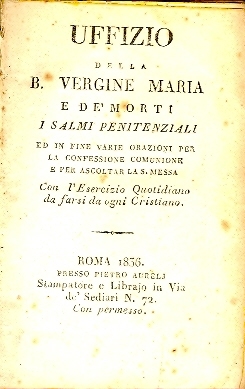 UFFIZIO
DELLA
B. VERGINE MARIA
E DE' MORTI
I SALMI PENITENZIALI
ED IN FINE VARIE ORAZIONI PER
LA CONFESSIONE COMUNIONE
E PER ASCOLTAR LA S. MESSA
Con l'Esercizio Quotidiano
da farsi da ogni Cristiano.
ROMA 1836.
PRESSO PIETRO AURELJ
Stampatore e Librajo in Via
de' Sediari N. 72.
Con permesso.